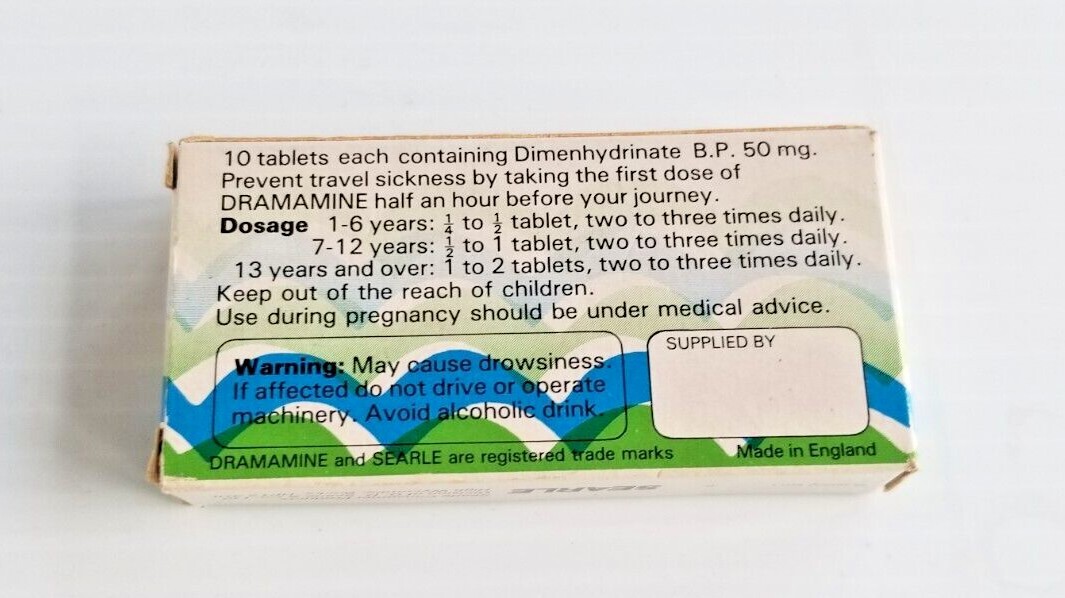 10 tablets each containing Dimenhydrinate B.P. 50 mg.
Prevent travel sickness by taking the first dose of
DRAMAMINE half an hour before your journey.
Dosage 1-6 years: ¼ to ½ tablet, two to three times daily.
7-12 years: ½ to 1 tablet, two to three times daily.
13 years and over: 1 to 2 tablets, two to three times daily.
Keep out of the reach of children.
Use during pregnancy should be under medical advice.
Warning: May cause drowsiness.
If affected do not drive or operate
machinery. Avoid alcoholic drink.
SUPPLIED BY
DRAMAMINE and SEARLE are registered trade marks
Made in England
SEARLE